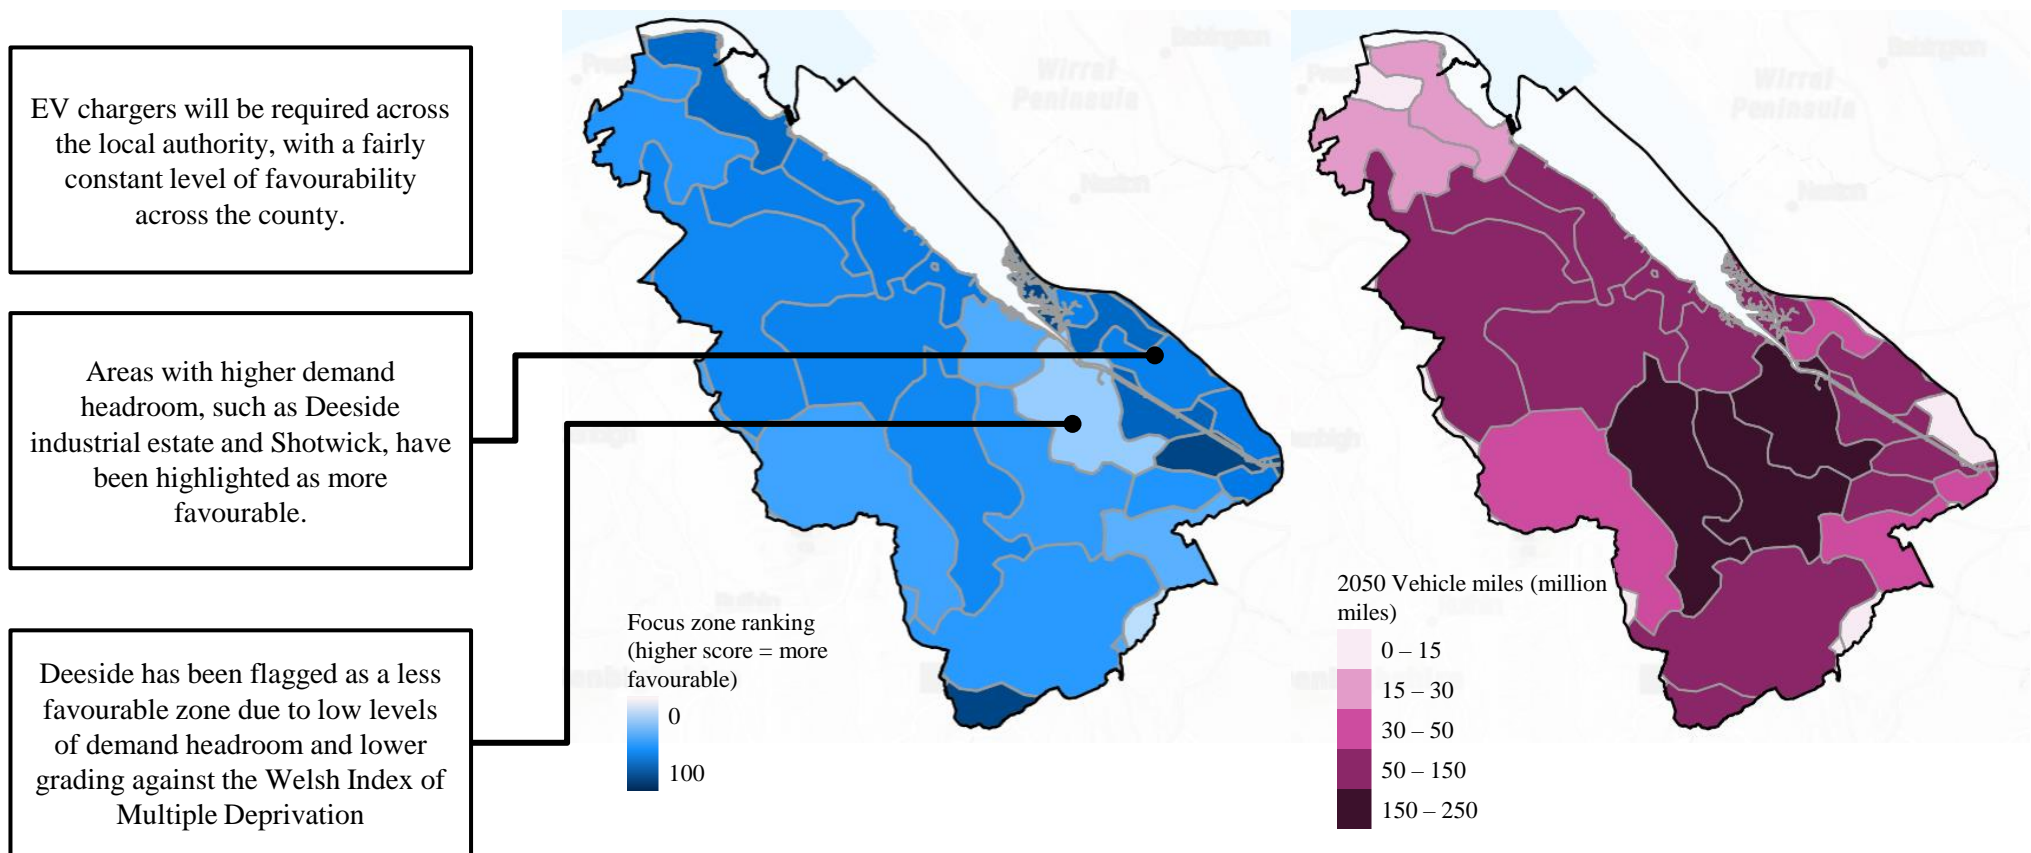 EV chargers will be required across
the local authority, with a fairly
constant level of favourability
across the county.
Areas with higher demand
headroom, such as Deeside
industrial estate and Shotwick, have
been highlighted as more
favourable.
Deeside has been flagged as a less
favourable zone due to low levels
of demand headroom and lower
grading against the Welsh Index of
Multiple Deprivation
Bebington
Wirral
Peninsula
Neston
Focus zone ranking
(higher score = more
favourable)
0
100
Bebington
Wirral
Peninsula
Neston
2050 Vehicle miles (million
miles)
0 – 15
15 – 30
30 – 50
50 – 150
150 – 250